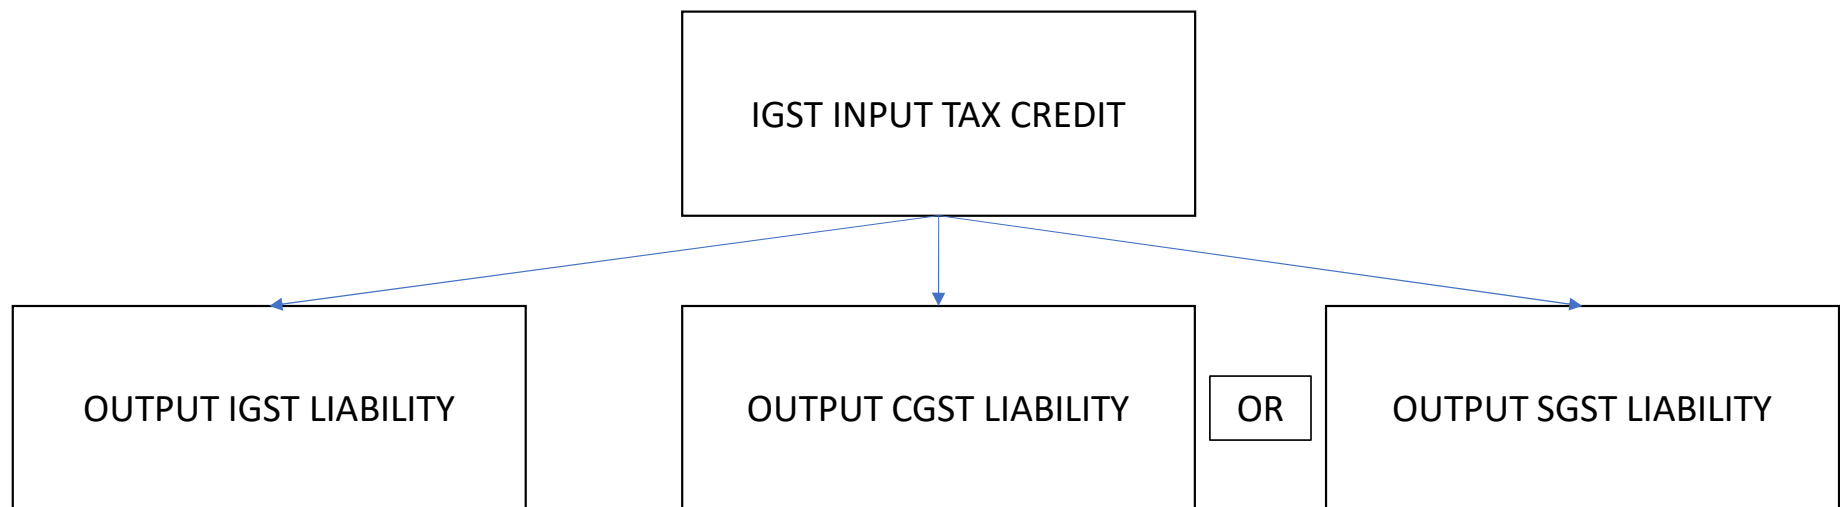 IGST INPUT TAX CREDIT
OUTPUT IGST LIABILITY
OUTPUT CGST LIABILITY
OR
OUTPUT SGST LIABILITY